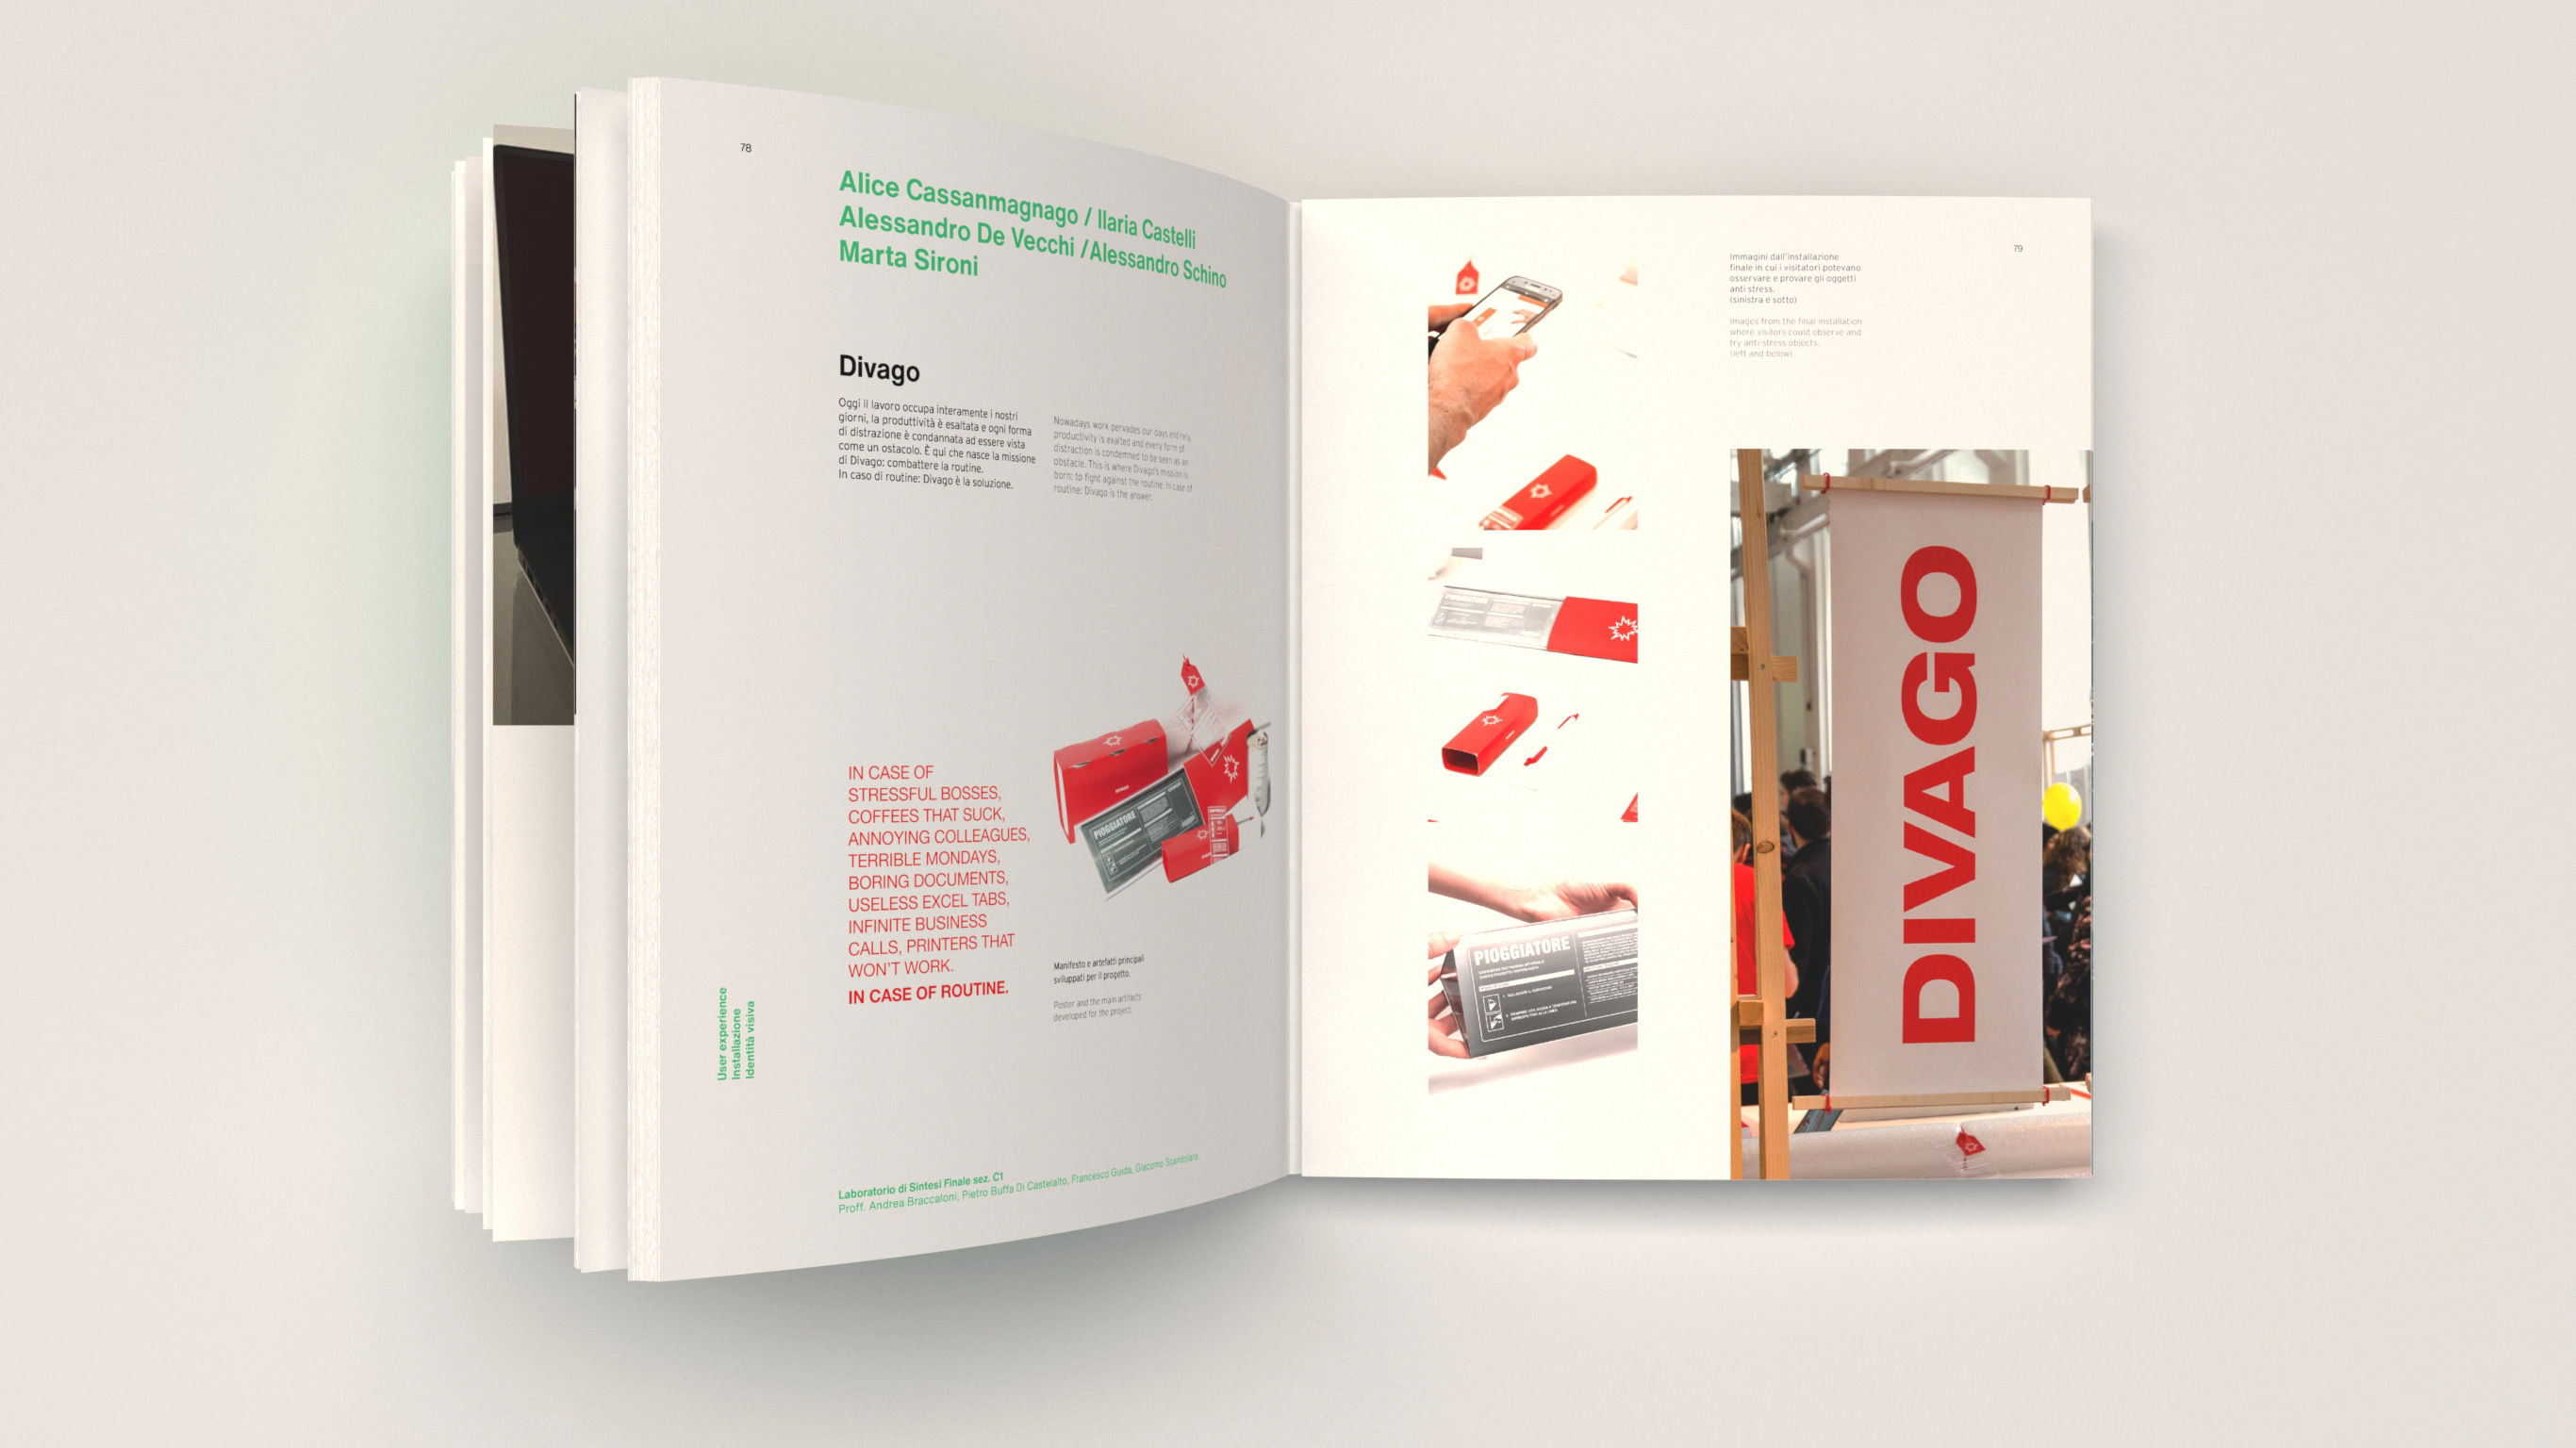 78
Alice Cassanmagnago / Ilaria Castelli
Alessandro De Vecchi /Alessandro Schino
Marta Sironi
Divago
Oggi il lavoro occupa interamente i nostri
giorni, la produttività è esaltata e ogni forma
di distrazione è condannata ad essere vista
come un ostacolo. È qui che nasce la missione
di Divago: combattere la routine.
In caso di routine: Divago è la soluzione.
Nowadays work pervades our days entirely,
productivity is exalted and every form of
distraction is condemned to be seen as an
obstacle. This is where Divago's mission is
born: to fight against the routine. In case of
routine: Divago is the answer.
IN CASE OF
STRESSFUL BOSSES,
COFFEES THAT SUCK,
ANNOYING COLLEAGUES,
TERRIBLE MONDAYS,
BORING DOCUMENTS,
USELESS EXCEL TABS,
INFINITE BUSINESS
CALLS, PRINTERS THAT
WON'T WORK.
IN CASE OF ROUTINE.
PIOGGIATORE
Manifesto e artefatti principali
sviluppati per il progetto.
Poster and the main artifacts
developed for the project.
User experience
Installazione
Identità visiva
Laboratorio di Sintesi Finale sez. C1
Proff. Andrea Braccaloni, Pietro Buffa Di Castelalto, Francesco Guida, Giacomo Scandolara
79
Immagini dall'installazione
finale in cui i visitatori potevano
osservare e provare gli oggetti
anti stress.
(sinistra e sotto)
Images from the final installation
where visitors could observe and
try anti-stress objects.
(left and below)
PIOGGIATORE
DIVAGO